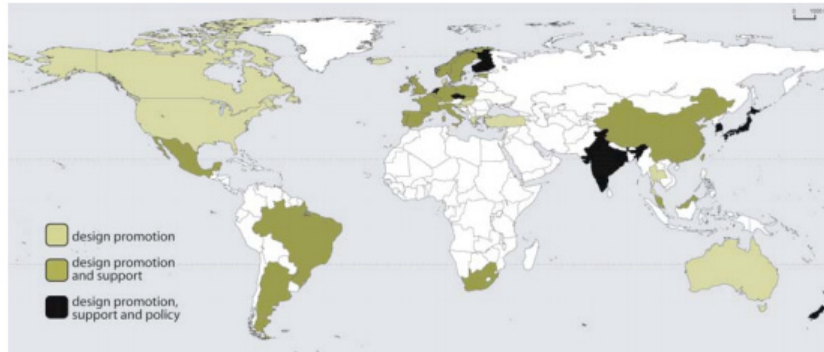 design promotion
design promotion
and support
design promotion,
support and policy